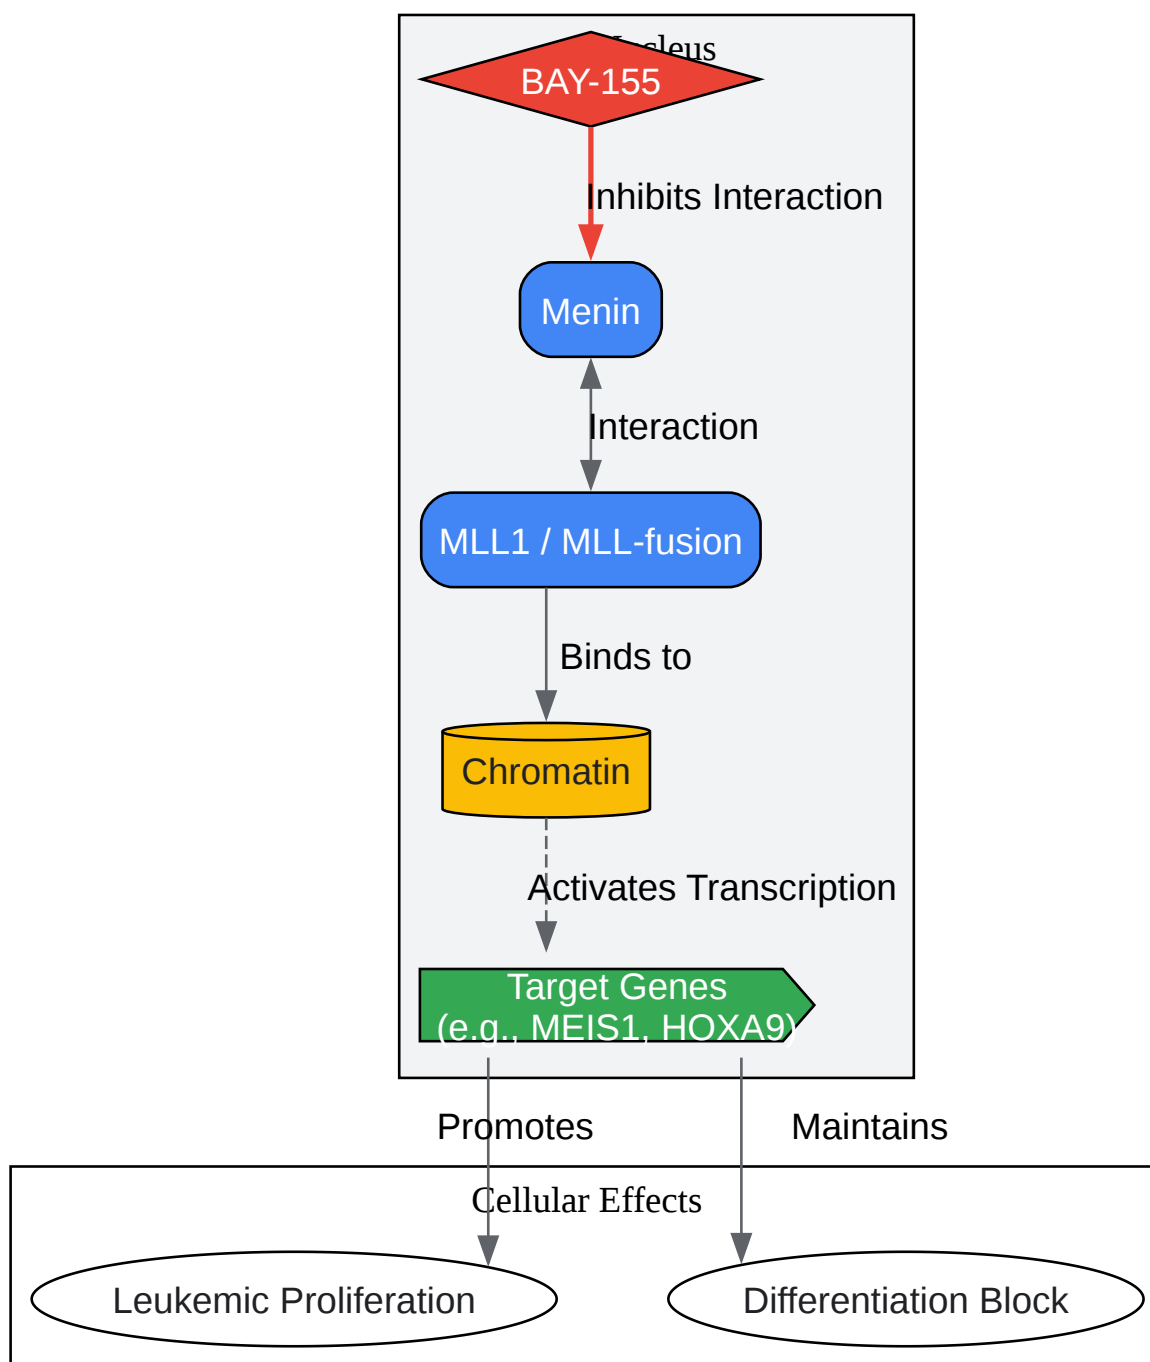 BAY-155
Inhibits Interaction
Menin
Interaction
MLL1 / MLL-fusion
Binds to
Chromatin
Activates Transcription
Target Genes
(e.g., MEIS1, HOXA9)
Promotes
Maintains
Cellular Effects
Leukemic Proliferation
Differentiation Block